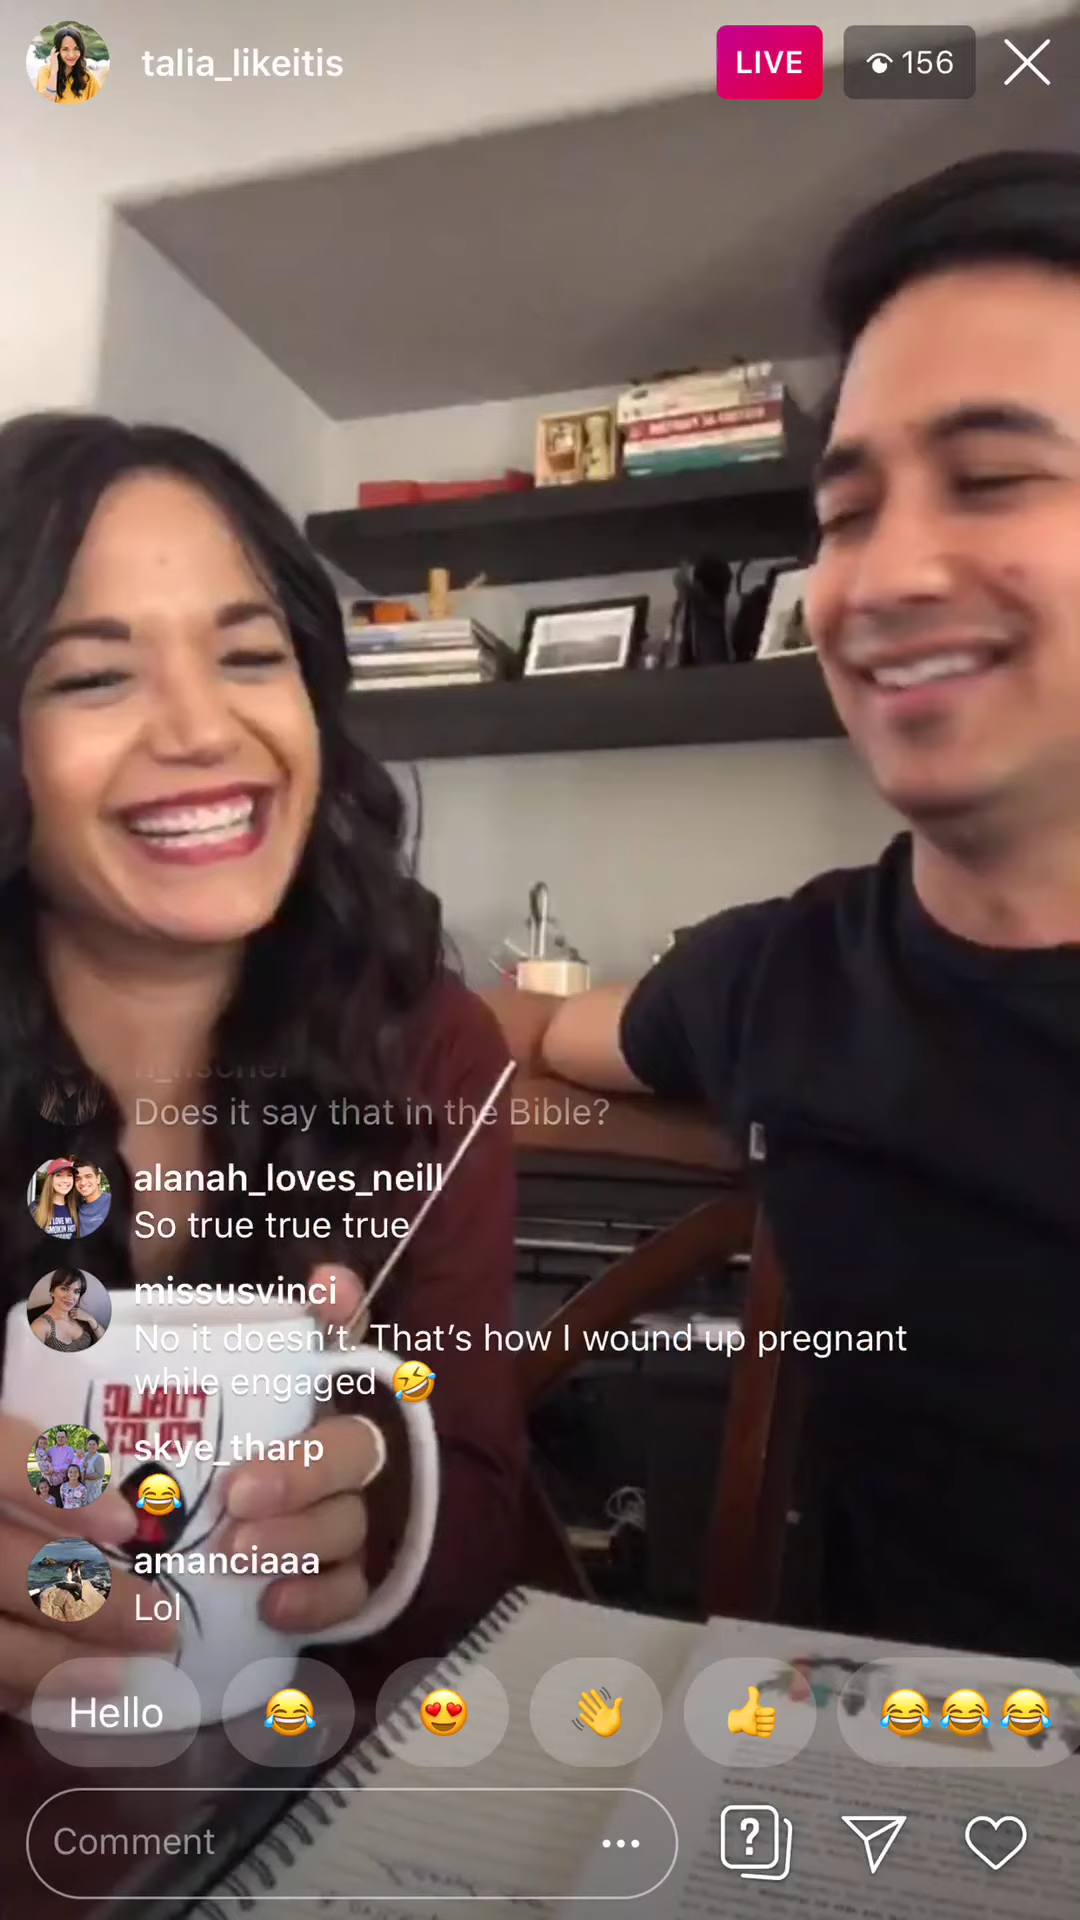 talia_likeitis
LIVE
156
Does it say that in the Bible?
alanah_loves_neill
So true true true
missusvinci
No it doesn't. That's how I wound up pregnant
while engaged 🤣
skye_tharp
😂
amanciaaa
Lol
Hello 😂 😍 👋 👍 😂😂😂
Comment ...